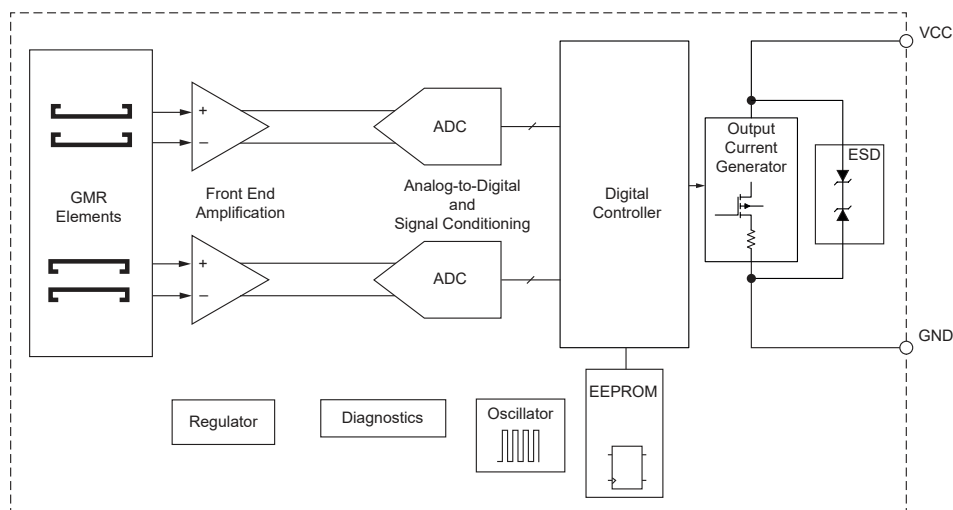 VCC
GMR
Elements
+
–
Front End
Amplification
+
–
ADC
Analog-to-Digital
and
Signal Conditioning
ADC
Digital
Controller
Output
Current
Generator
ESD
GND
Regulator
Diagnostics
Oscillator
EEPROM